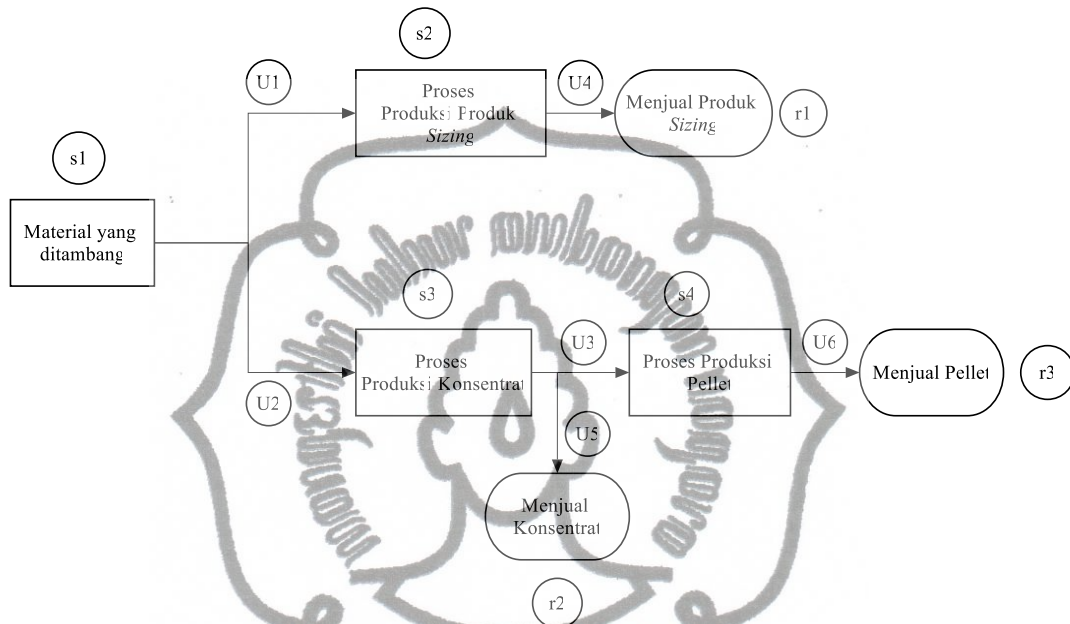 s2
U1
Proses
Produksi Produk
Sizing
U4
Menjual Produk
Sizing
r1
s1
Material yang
ditambang
s3
s4
U2
Proses
Produksi Konsentrat
U3
Proses Produksi
Pellet
U6
Menjual Pellet
r3
U5
Menjual
Konsentrat
r2